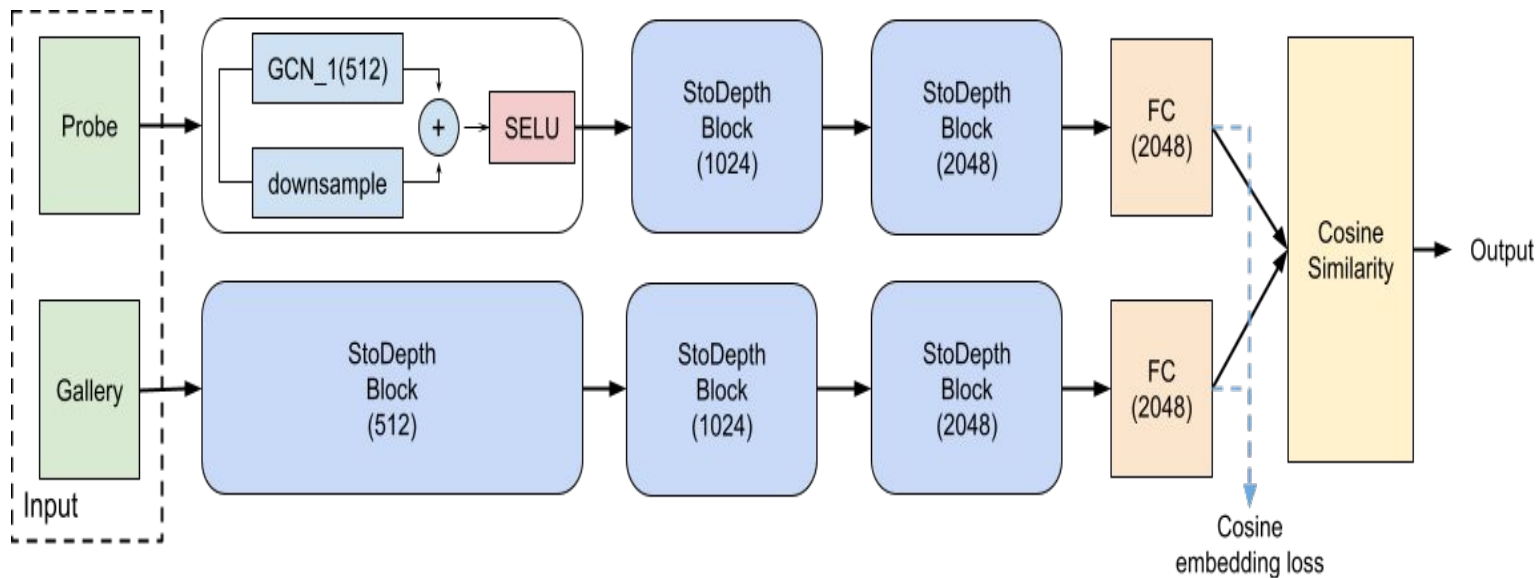 Probe
GCN_1(512)
downsample
+
SELU
StoDepth
Block
(1024)
StoDepth
Block
(2048)
FC
(2048)
Cosine
Similarity
Output
Gallery
Input
StoDepth
Block
(512)
StoDepth
Block
(1024)
StoDepth
Block
(2048)
FC
(2048)
Cosine
embedding loss